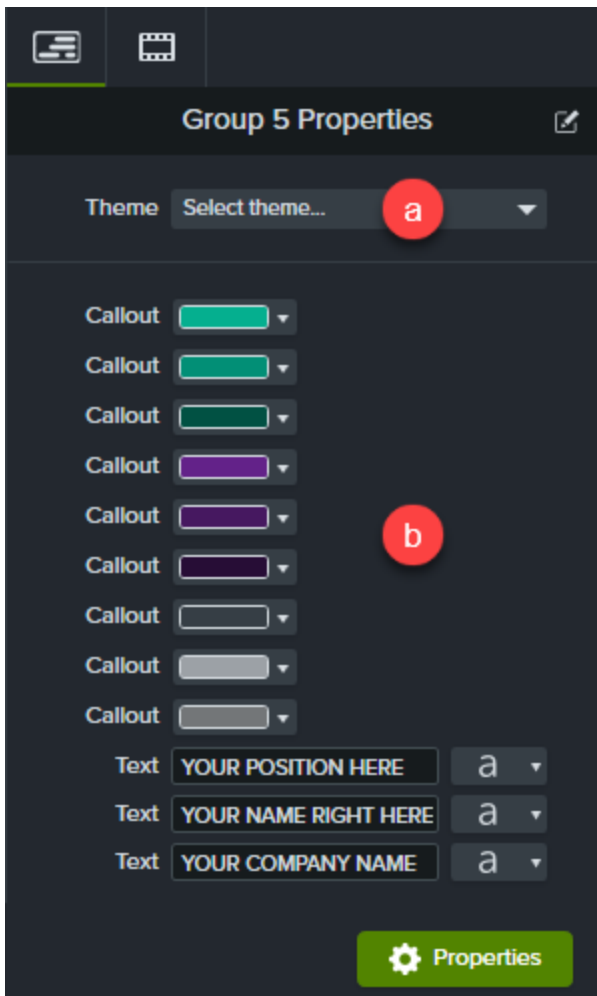 Group 5 Properties
Theme Select theme... a
Callout
Callout
Callout
Callout
Callout
b
Callout
Callout
Callout
Callout
Text YOUR POSITION HERE a
Text YOUR NAME RIGHT HERE a
Text YOUR COMPANY NAME a
Properties